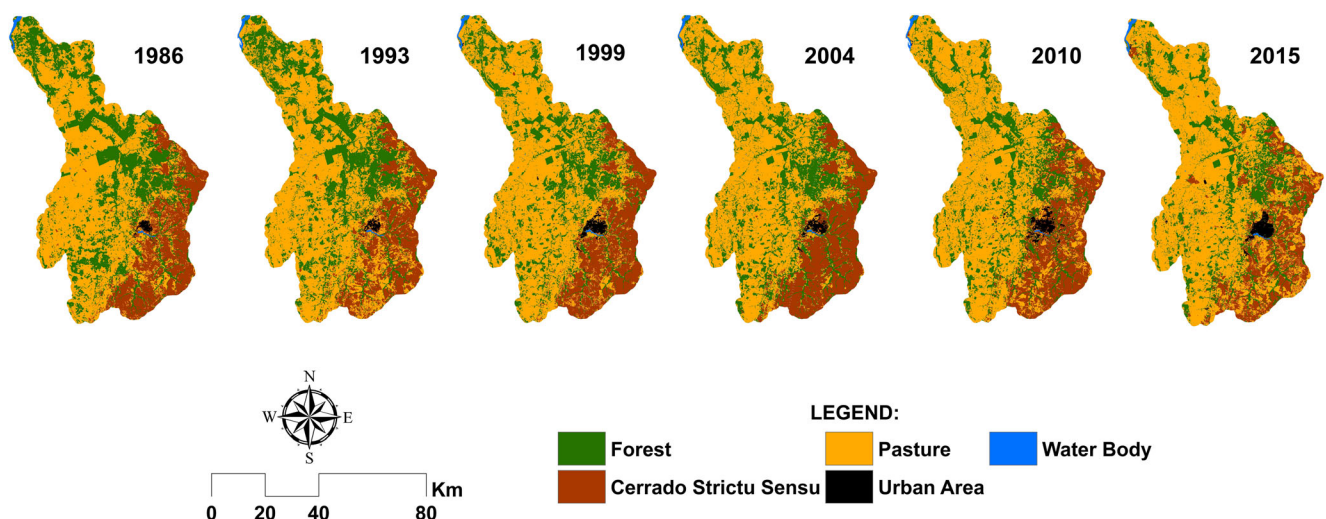 1986
1993
1999
2004
2010
2015
N
W E
S
Km
0 20 40 80
LEGEND:
Forest
Pasture
Water Body
Cerrado Strictu Sensu
Urban Area